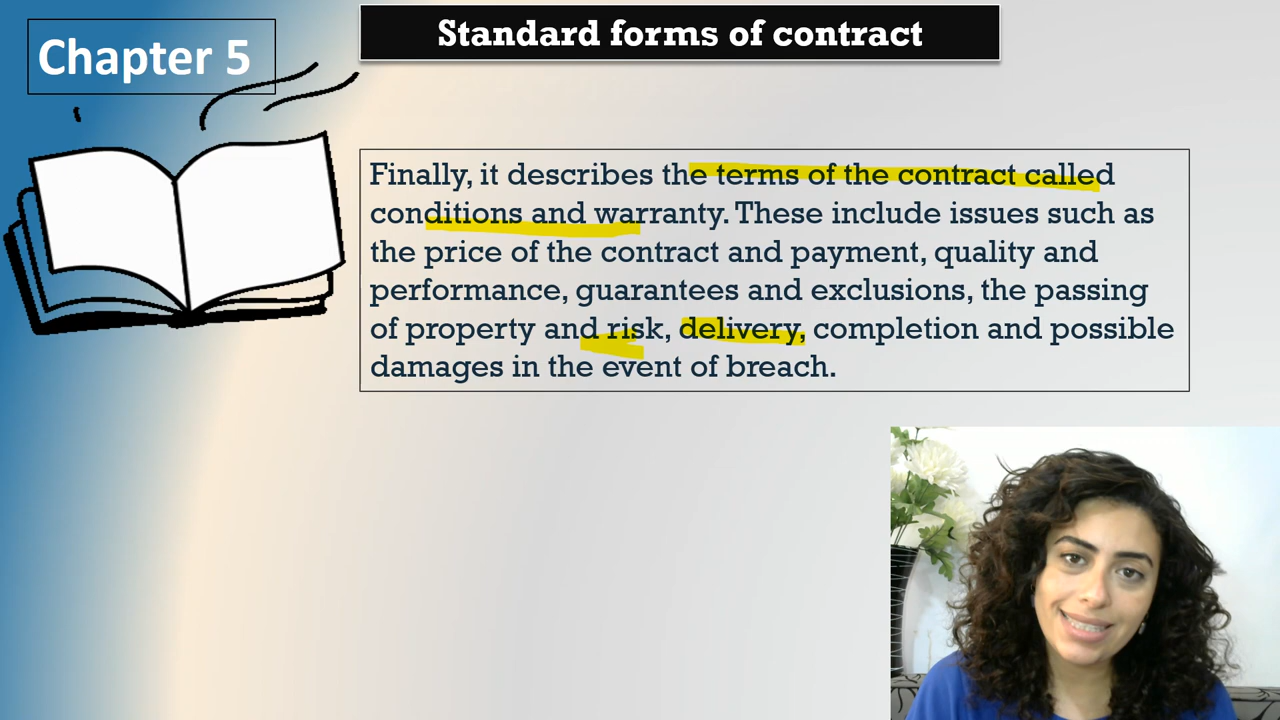 Chapter 5
Standard forms of contract
Finally, it describes the terms of the contract called
conditions and warranty. These include issues such as
the price of the contract and payment, quality and
performance, guarantees and exclusions, the passing
of property and risk, delivery, completion and possible
damages in the event of breach.